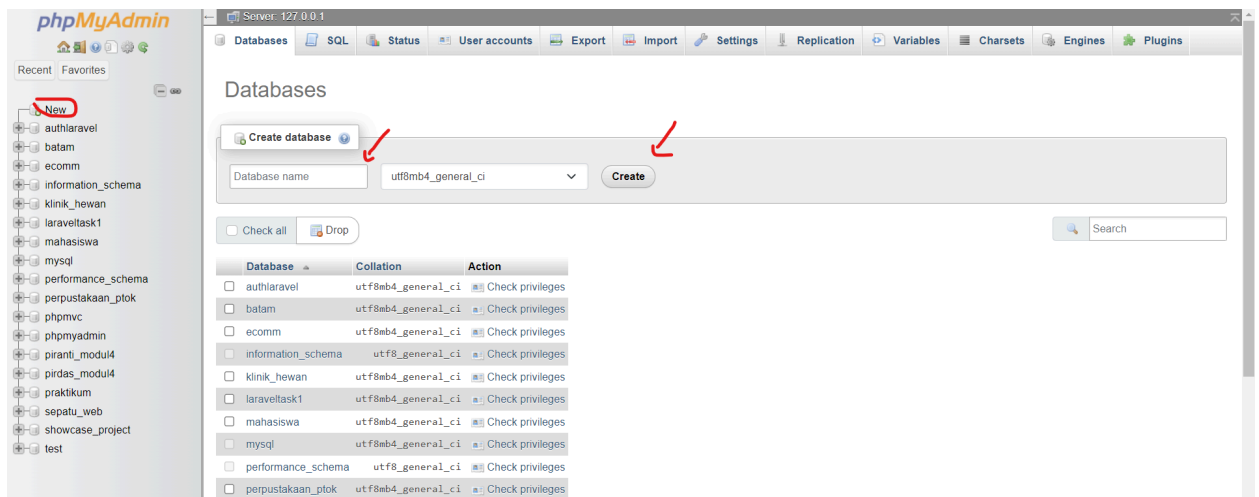 phpMyAdmin
Recent Favorites
New
authlaravel
batam
ecomm
information_schema
klinik_hewan
laraveltask1
mahasiswa
mysql
performance_schema
perpustakaan_ptok
phpmvc
phpmyadmin
piranti_modul4
pirdas_modul4
praktikum
sepatu_web
showcase_project
test
Server: 127.0.0.1
Databases SQL Status User accounts Export Import Settings Replication Variables Charsets Engines Plugins
Databases
Create database
Database name utf8mb4_general_ci Create
Check all Drop Search
Database Collation Action
authlaravel utf8mb4_general_ci Check privileges
batam utf8mb4_general_ci Check privileges
ecomm utf8mb4_general_ci Check privileges
information_schema utf8_general_ci Check privileges
klinik_hewan utf8mb4_general_ci Check privileges
laraveltask1 utf8mb4_general_ci Check privileges
mahasiswa utf8mb4_general_ci Check privileges
mysql utf8mb4_general_ci Check privileges
performance_schema utf8_general_ci Check privileges
perpustakaan_ptok utf8mb4_general_ci Check privileges